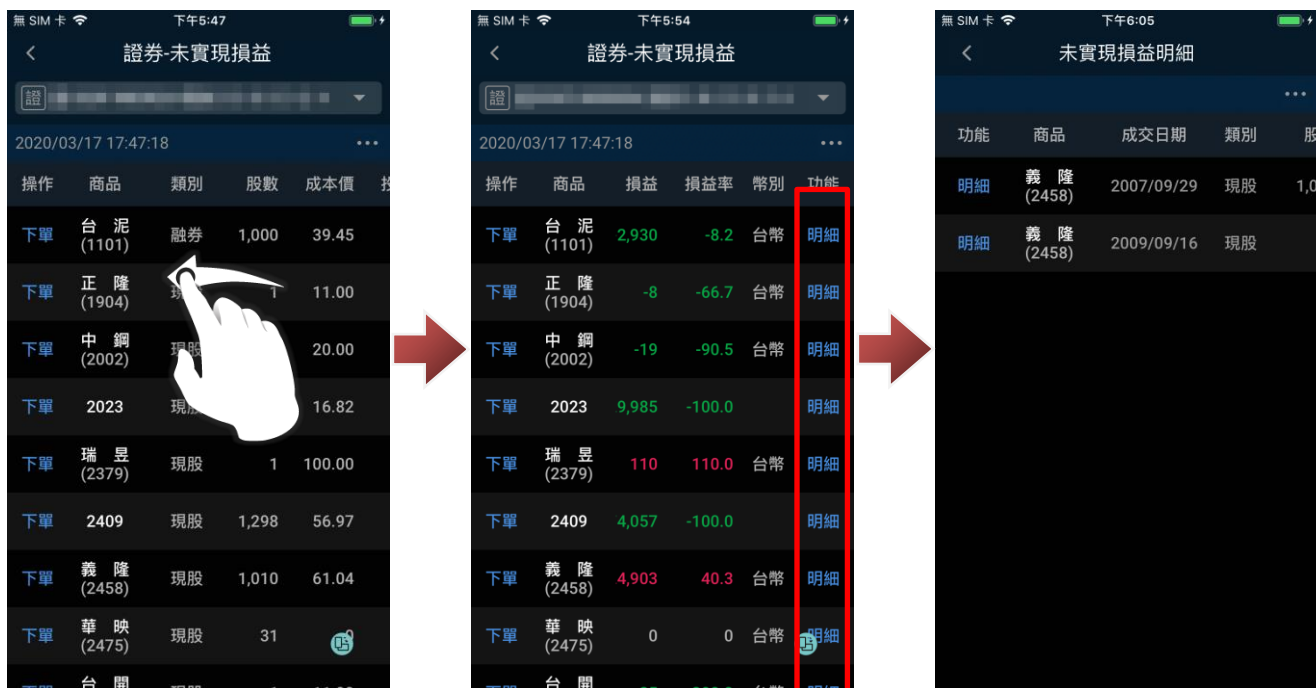 無 SIM 卡 下午5:47
證券-未實現損益
證
2020/03/17 17:47:18 •••
操作 商品 類別 股數 成本價
下單 台 泥 (1101) 融券 1,000 39.45
下單 正 隆 (1904) 1 11.00
下單 中 鋼 (2002) 現股 20.00
下單 2023 現股 16.82
下單 瑞 昱 (2379) 現股 1 100.00
下單 2409 現股 1,298 56.97
下單 義 隆 (2458) 現股 1,010 61.04
下單 華 映 (2475) 現股 31
台 開
無 SIM 卡 下午5:54
證券-未實現損益
證
2020/03/17 17:47:18 •••
操作 商品 損益 損益率 幣別 功能
下單 台 泥 (1101) 2,930 -8.2 台幣 明細
下單 正 隆 (1904) -8 -66.7 台幣 明細
下單 中 鋼 (2002) -19 -90.5 台幣 明細
下單 2023 9,985 -100.0 明細
下單 瑞 昱 (2379) 110 110.0 台幣 明細
下單 2409 4,057 -100.0 明細
下單 義 隆 (2458) 4,903 40.3 台幣 明細
下單 華 映 (2475) 0 0 台幣 明細
台 開
無 SIM 卡 下午6:05
未實現損益明細
•••
功能 商品 成交日期 類別 股
明細 義 隆 (2458) 2007/09/29 現股 1,0
明細 義 隆 (2458) 2009/09/16 現股